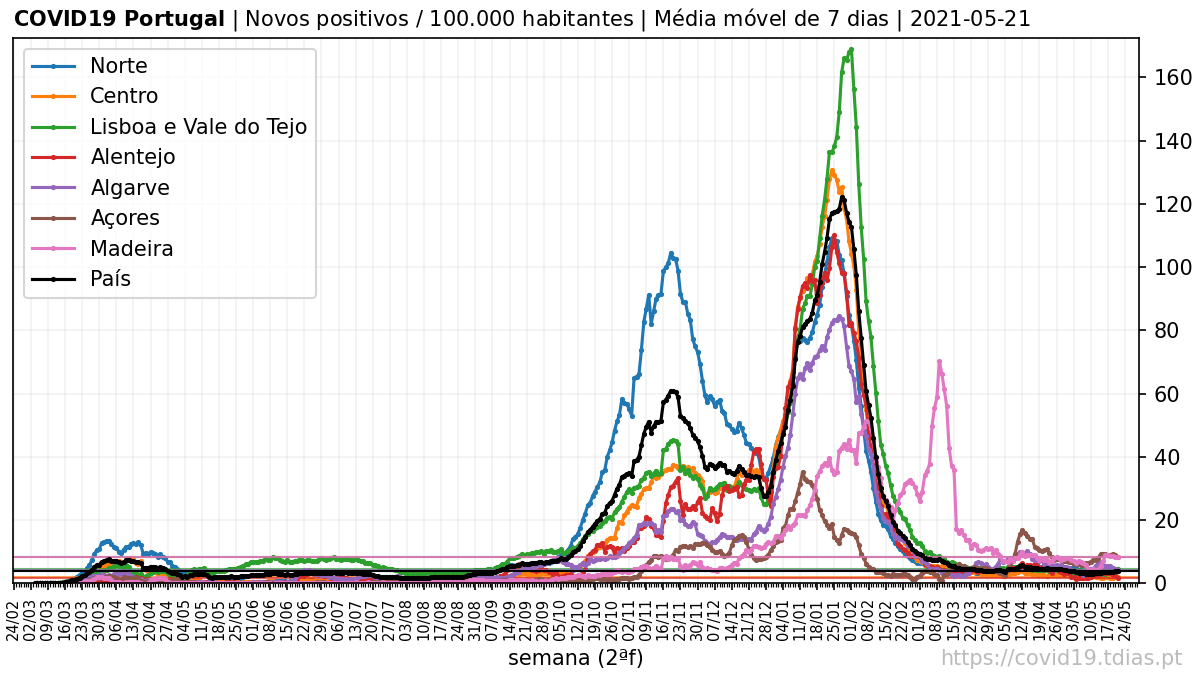 COVID19 Portugal | Novos positivos / 100.000 habitantes | Média móvel de 7 dias | 2021-05-21
Norte
Centro
Lisboa e Vale do Tejo
Alentejo
Algarve
Açores
Madeira
País
160
140
120
100
80
60
40
20
0
24/02 02/03 09/03 16/03 23/03 30/03 06/04 13/04 20/04 27/04 04/05 11/05 18/05 25/05 01/06 08/06 15/06 22/06 29/06 06/07 13/07 20/07 27/07 03/08 10/08 17/08 24/08 31/08 07/09 14/09 21/09 28/09 05/10 12/10 19/10 26/10 02/11 09/11 16/11 23/11 30/11 07/12 14/12 21/12 28/12 04/01 11/01 18/01 25/01 01/02 08/02 15/02 22/02 01/03 08/03 15/03 22/03 29/03 05/04 12/04 19/04 26/04 03/05 10/05 17/05 24/05
semana (2ªf)
https://covid19.tdias.pt